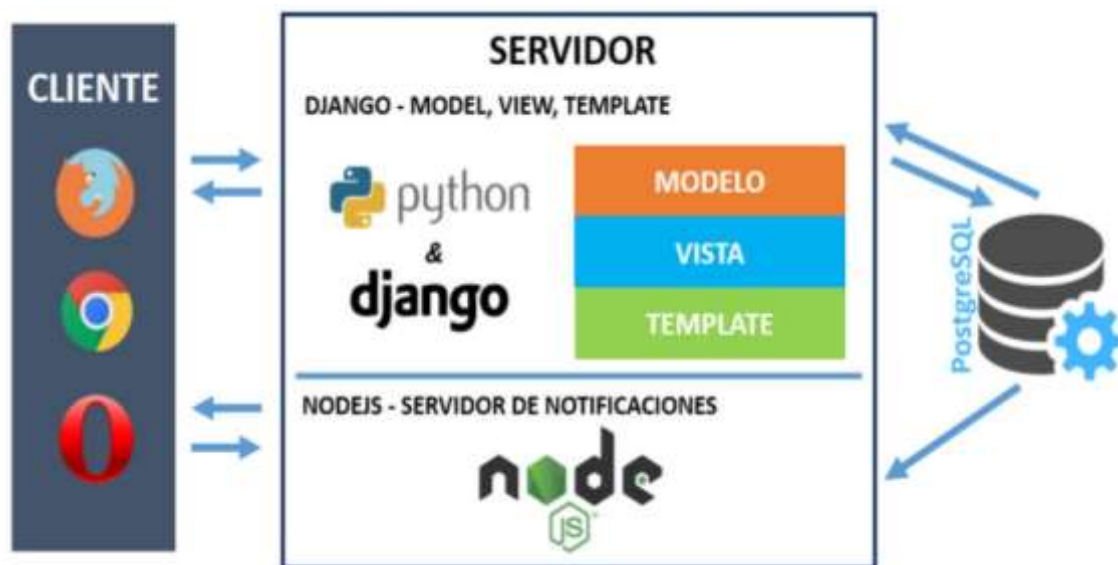 CLIENTE
SERVIDOR
DJANGO - MODEL, VIEW, TEMPLATE
python
&
django
MODELO
VISTA
TEMPLATE
NODEJS - SERVIDOR DE NOTIFICACIONES
node
JS
PostgreSQL